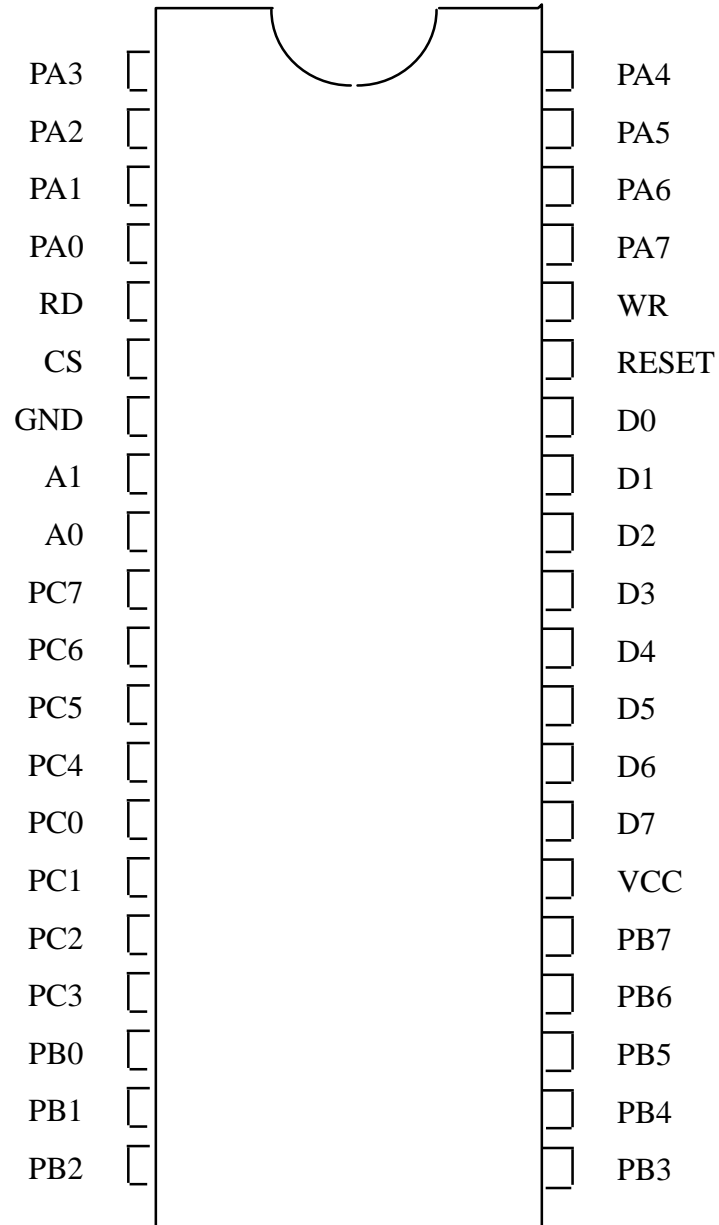 PA3 PA4
PA2 PA5
PA1 PA6
PA0 PA7
RD WR
CS RESET
GND D0
A1 D1
A0 D2
PC7 D3
PC6 D4
PC5 D5
PC4 D6
PC0 D7
PC1 VCC
PC2 PB7
PC3 PB6
PB0 PB5
PB1 PB4
PB2 PB3